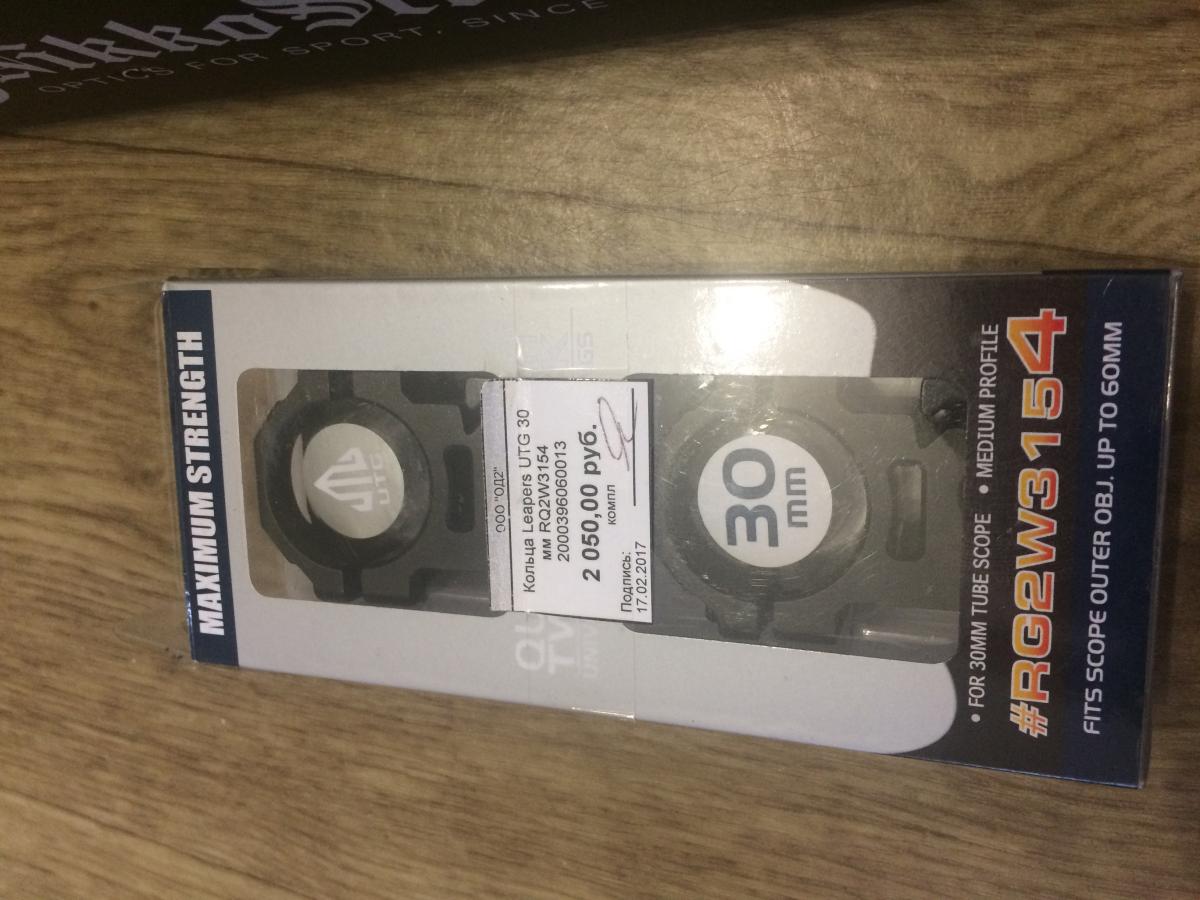 OPTICS FOR SPORT, SINCE
MAXIMUM STRENGTH
UTG
ООО "ОД2"
Кольца Leapers UTG 30
мм RQ2W3154
2000396060013
2 050,00 руб.
компл
Подпись:
17.02.2017
30
mm
• FOR 30MM TUBE SCOPE • MEDIUM PROFILE
#RG2W3154
FITS SCOPE OUTER OBJ. UP TO 60MM